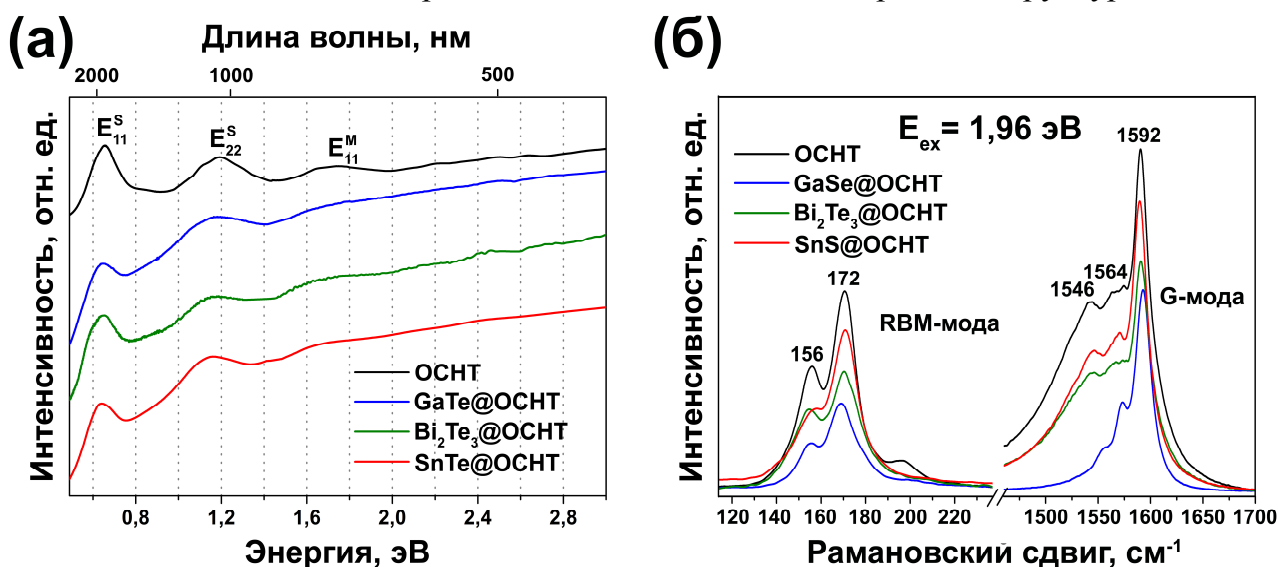 (а)
Длина волны, нм
2000 1000 500
Интенсивность, отн. ед.
E₁₁ˢ
E₂₂ˢ
E₁₁ᴹ
ОСНТ
GaTe@ОСНТ
Bi₂Te₃@ОСНТ
SnTe@ОСНТ
0,8 1,2 1,6 2,0 2,4 2,8
Энергия, эВ
(б)
Интенсивность, отн. ед.
Eₑₓ= 1,96 эВ
1592
ОСНТ
GaSe@ОСНТ
Bi₂Te₃@ОСНТ
SnS@ОСНТ
172
156
RBM-мода
1546
1564
G-мода
120 140 160 180 200 220 1500 1550 1600 1650 1700
Рамановский сдвиг, см⁻¹